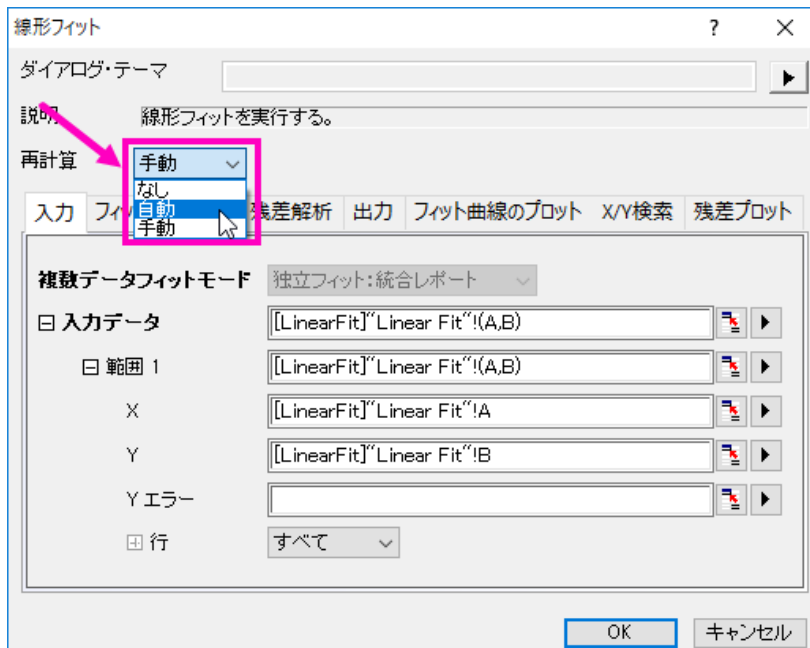 線形フィット ? ×
ダイアログ・テーマ
説明 線形フィットを実行する。
再計算 手動
なし
自動
手動
入力 フィッ 残差解析 出力 フィット曲線のプロット X/Y検索 残差プロット
複数データフィットモード 独立フィット:統合レポート
入力データ [LinearFit]"Linear Fit"!(A,B)
範囲 1 [LinearFit]"Linear Fit"!(A,B)
X [LinearFit]"Linear Fit"!A
Y [LinearFit]"Linear Fit"!B
Y エラー
行 すべて
OK キャンセル